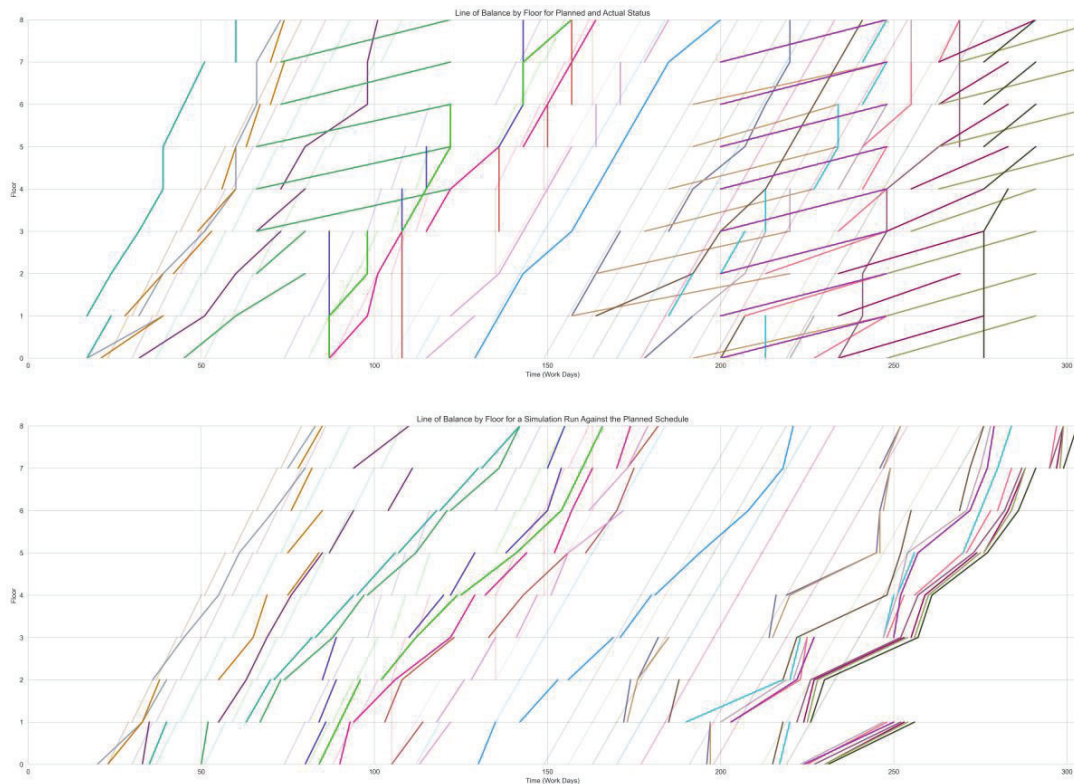 Line of Balance by Floor for Planned and Actual Status
8
7
6
5
4
3
2
1
0
Floor
0 50 100 150 200 250 300
Time (Work Days)
Line of Balance by Floor for a Simulation Run Against the Planned Schedule
8
7
6
5
4
3
2
1
0
Floor
0 50 100 150 200 250 300
Time (Work Days)